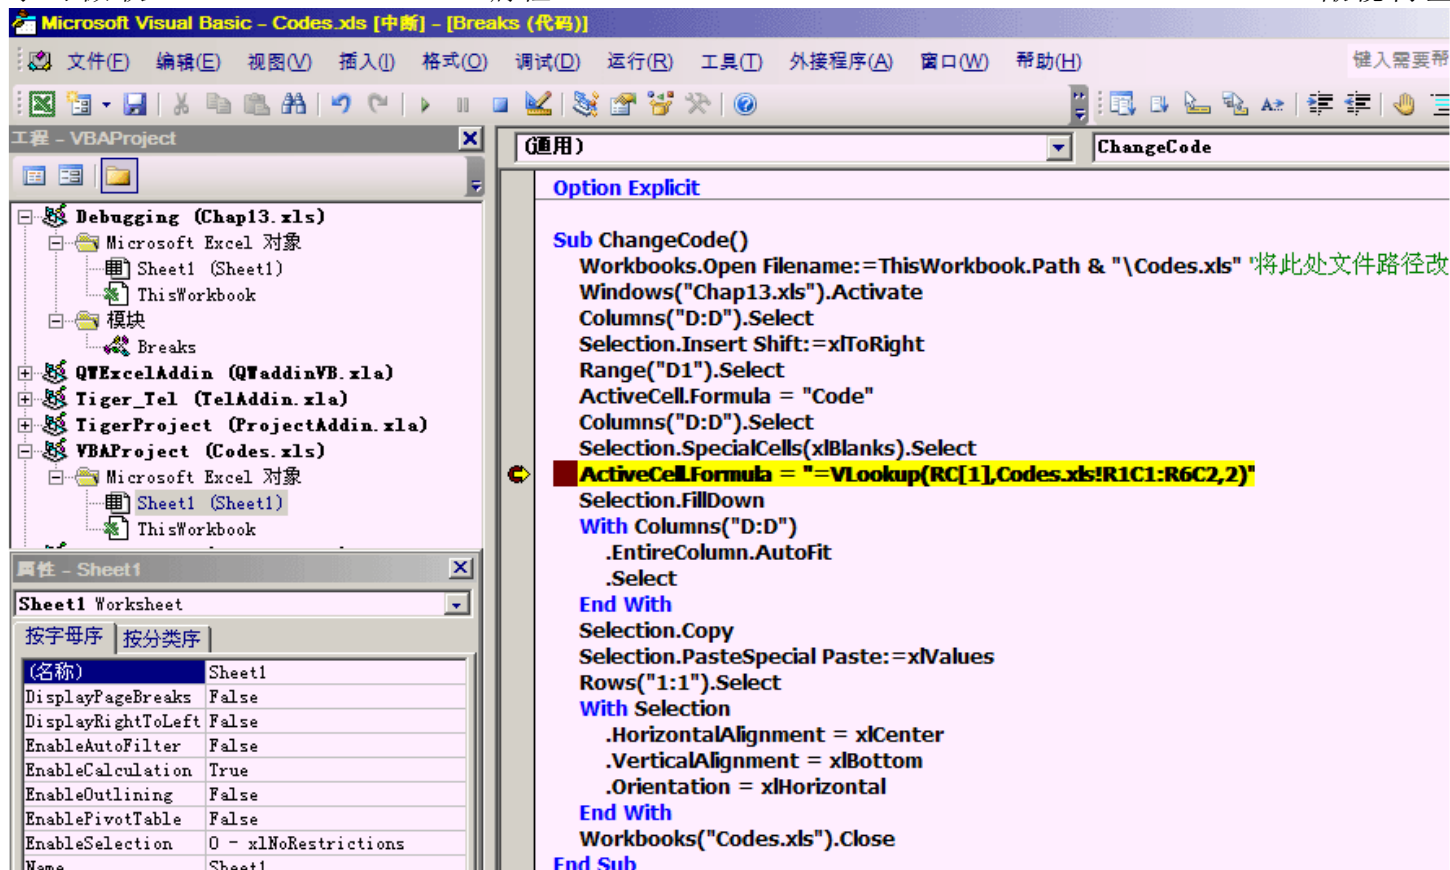 Microsoft Visual Basic - Codes.xls [中断] - [Breaks (代码)]
文件(F) 编辑(E) 视图(V) 插入(I) 格式(O) 调试(D) 运行(R) 工具(T) 外接程序(A) 窗口(W) 帮助(H) 键入需要帮
工程 - VBAProject
(通用) ChangeCode
Debugging (Chap13.xls)
Microsoft Excel 对象
Sheet1 (Sheet1)
ThisWorkbook
模块
Breaks
QTExcelAddin (QTaddinVB.xla)
Tiger_Tel (TelAddin.xla)
TigerProject (ProjectAddin.xla)
VBAProject (Codes.xls)
Microsoft Excel 对象
Sheet1 (Sheet1)
ThisWorkbook
属性 - Sheet1
Sheet1 Worksheet
按字母序 按分类序
(名称) Sheet1
DisplayPageBreaks False
DisplayRightToLeft False
EnableAutoFilter False
EnableCalculation True
EnableOutlining False
EnablePivotTable False
EnableSelection 0 - xlNoRestrictions
Name Sheet1
Option Explicit
Sub ChangeCode()
Workbooks.Open Filename:=ThisWorkbook.Path & "\Codes.xls" '将此处文件路径改
Windows("Chap13.xls").Activate
Columns("D:D").Select
Selection.Insert Shift:=xlToRight
Range("D1").Select
ActiveCell.Formula = "Code"
Columns("D:D").Select
Selection.SpecialCells(xlBlanks).Select
ActiveCell.Formula = "=VLookup(RC[1],Codes.xls!R1C1:R6C2,2)"
Selection.FillDown
With Columns("D:D")
.EntireColumn.AutoFit
.Select
End With
Selection.Copy
Selection.PasteSpecial Paste:=xlValues
Rows("1:1").Select
With Selection
.HorizontalAlignment = xlCenter
.VerticalAlignment = xlBottom
.Orientation = xlHorizontal
End With
Workbooks("Codes.xls").Close
End Sub